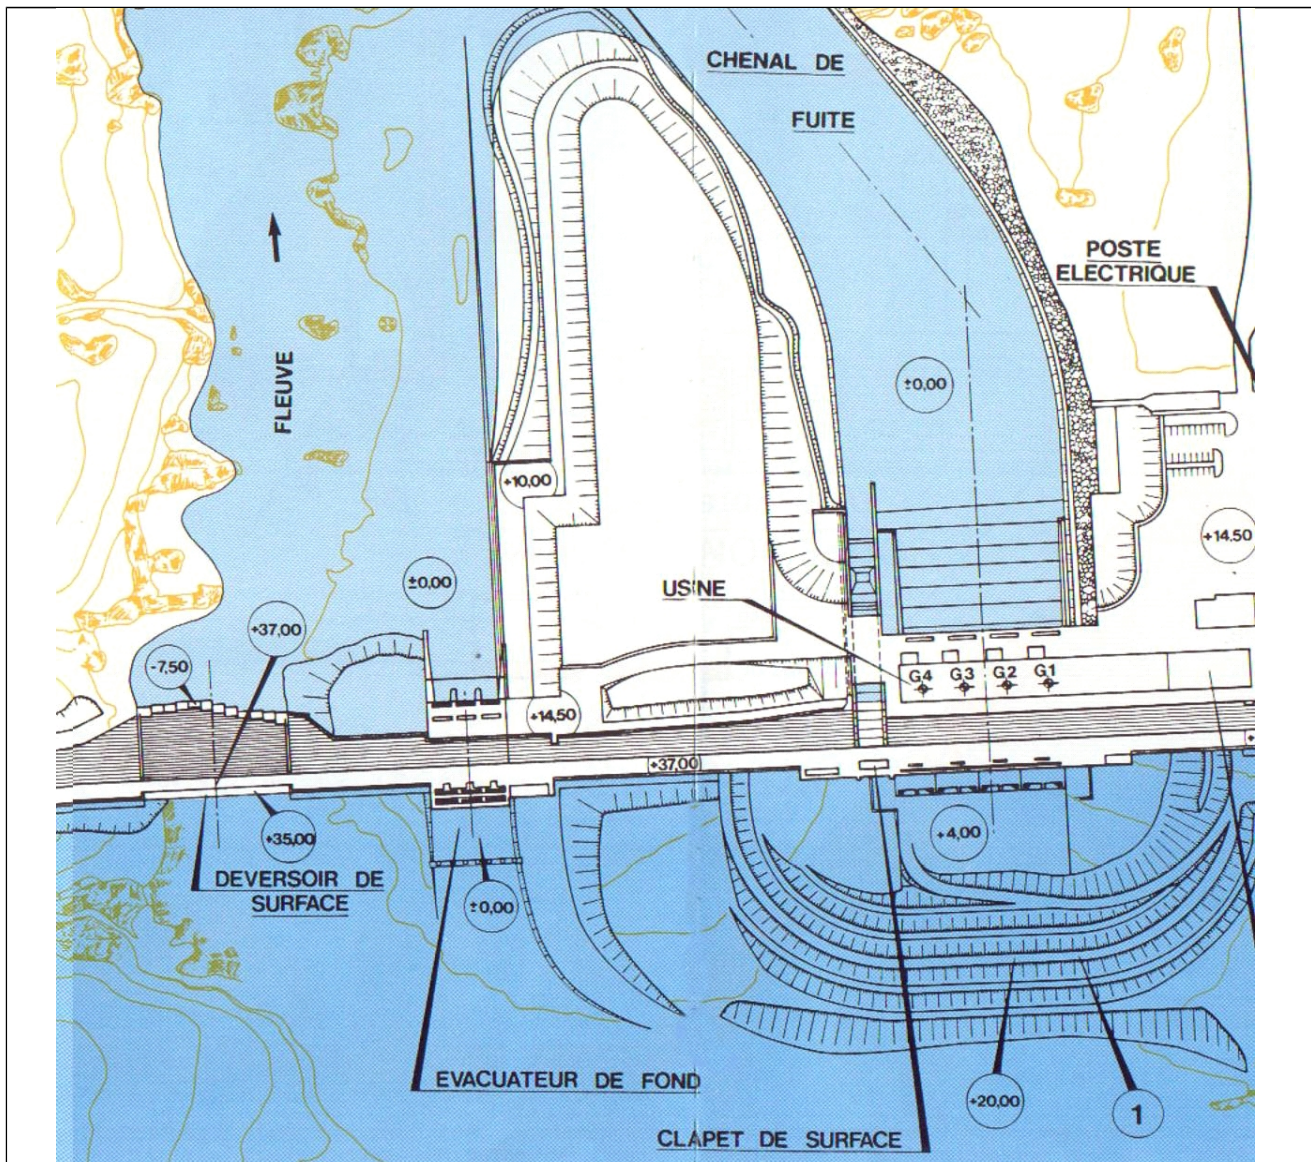 CHENAL DE
FUITE
POSTE
ELECTRIQUE
FLEUVE
±0,00
+10,00
+14.50
±0,00
USINE
+37,00
-7,50
G4 G3 G2 G1
+14,50
+37,00
+35,00
+4,00
DEVERSOIR DE
SURFACE
±0,00
EVACUATEUR DE FOND
+20,00
1
CLAPET DE SURFACE